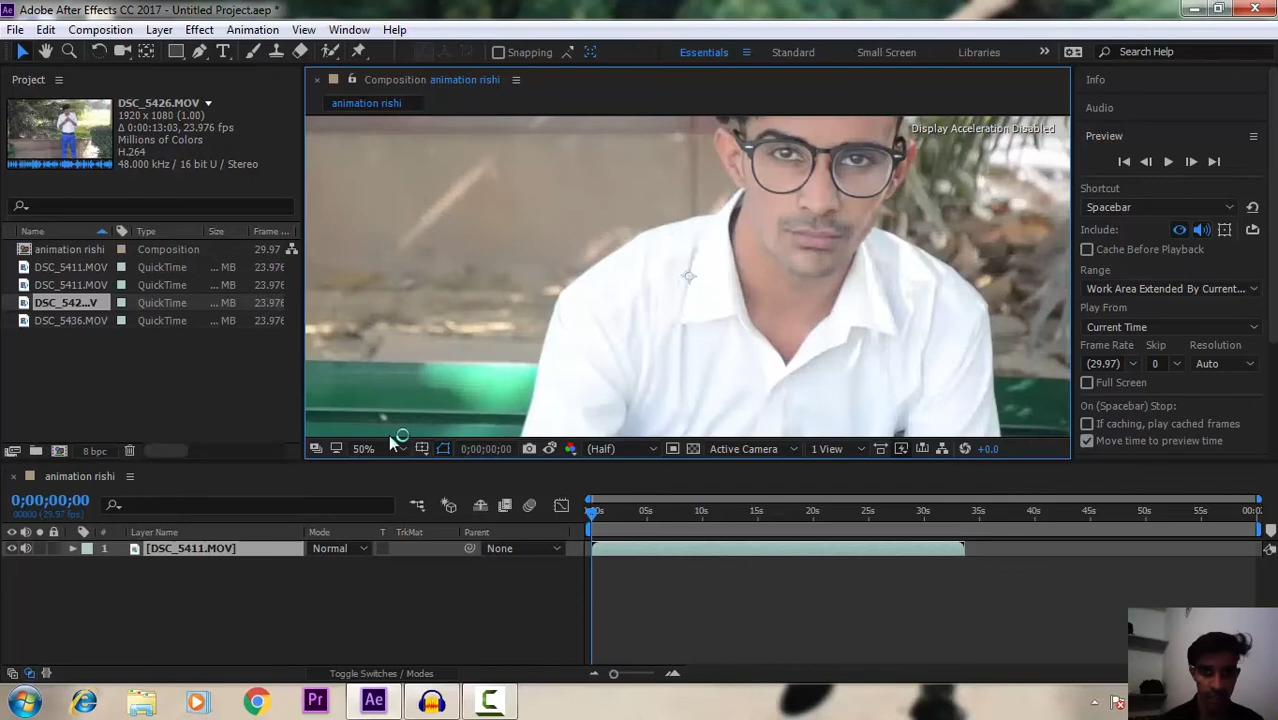 Adobe After Effects CC 2017 - Untitled Project.aep *
File Edit Composition Layer Effect Animation View Window Help
Snapping
Essentials
Standard
Small Screen
Libraries
Search Help
Project
DSC_5426.MOV
1920 x 1080 (1.00)
Δ 0:00:13:03, 23.976 fps
Millions of Colors
H.264
48.000 kHz / 16 bit U / Stereo
Name Type Size Frame ...
animation rishi Composition 29.97
DSC_5411.MOV QuickTime ... MB 23.976
DSC_5411.MOV QuickTime ... MB 23.976
DSC_542...V QuickTime ... MB 23.976
DSC_5436.MOV QuickTime ... MB 23.976
8 bpc
Composition animation rishi
animation rishi
Display Acceleration Disabled
50%
0;00;00;00
(Half)
Active Camera
1 View
+0.0
Info
Audio
Preview
Shortcut
Spacebar
Include:
Cache Before Playback
Range
Work Area Extended By Current...
Play From
Current Time
Frame Rate Skip Resolution
(29.97) 0 Auto
Full Screen
On (Spacebar) Stop:
If caching, play cached frames
Move time to preview time
animation rishi
0;00;00;00
00000 (29.97 fps)
# Layer Name Mode T TrkMat Parent
1 [DSC_5411.MOV] Normal None
05s 10s 15s 20s 25s 30s 35s 40s 45s 50s 55s
Toggle Switches / Modes
Pr
Ae